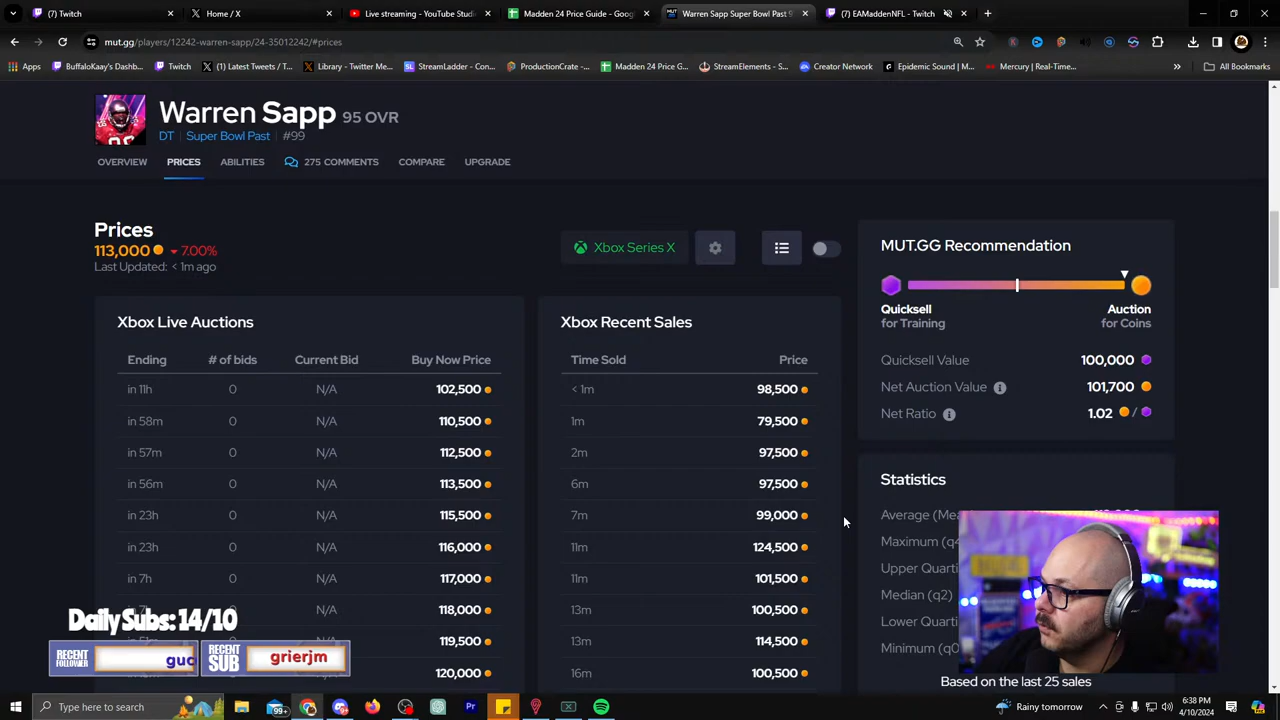 (7) Twitch
Home / X
Live streaming - YouTube Studi
Madden 24 Price Guide - Goog
Warren Sapp Super Bowl Past 9
(7) EAMaddenNFL - Twitch
mut.gg/players/12242-warren-sapp/24-35012242/#prices
Apps
BuffaloKaay's Dashb...
Twitch
(1) Latest Tweets / T...
Library - Twitter Me...
StreamLadder - Con...
ProductionCrate - ...
Madden 24 Price G...
StreamElements - S...
Creator Network
Epidemic Sound | M...
Mercury | Real-Time...
All Bookmarks
Warren Sapp 95 OVR
DT | Super Bowl Past | #99
OVERVIEW
PRICES
ABILITIES
275 COMMENTS
COMPARE
UPGRADE
Prices
113,000 7.00%
Last Updated: < 1m ago
Xbox Series X
Xbox Live Auctions
Ending # of bids Current Bid Buy Now Price
in 11h 0 N/A 102,500
in 58m 0 N/A 110,500
in 57m 0 N/A 112,500
in 56m 0 N/A 113,500
in 23h 0 N/A 115,500
in 23h 0 N/A 116,000
in 7h 0 N/A 117,000
118,000
119,500
120,000
Xbox Recent Sales
Time Sold Price
< 1m 98,500
1m 79,500
2m 97,500
6m 97,500
7m 99,000
11m 124,500
11m 101,500
13m 100,500
13m 114,500
16m 100,500
MUT.GG Recommendation
Quicksell Auction
for Training for Coins
Quicksell Value 100,000
Net Auction Value 101,700
Net Ratio 1.02 /
Statistics
Average (Me
Maximum (q4
Upper Quarti
Median (q2)
Lower Quarti
Minimum (q0
Based on the last 25 sales
Daily Subs: 14/10
RECENT FOLLOWER
guc
RECENT SUB
grierjm
Type here to search
99+
Rainy tomorrow
6:38 PM
4/10/2024